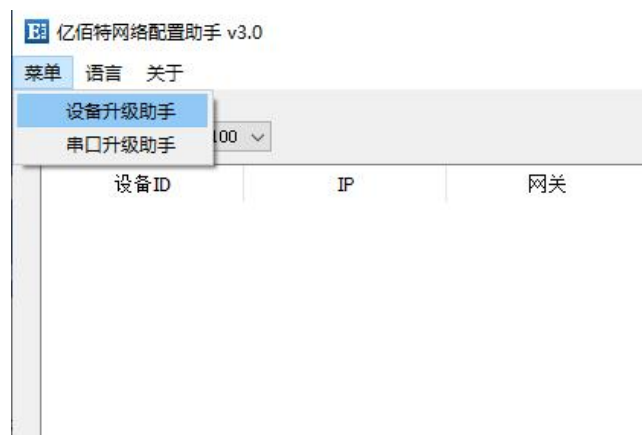 亿佰特网络配置助手 v3.0
菜单 语言 关于
设备升级助手
串口升级助手
100
设备ID IP 网关